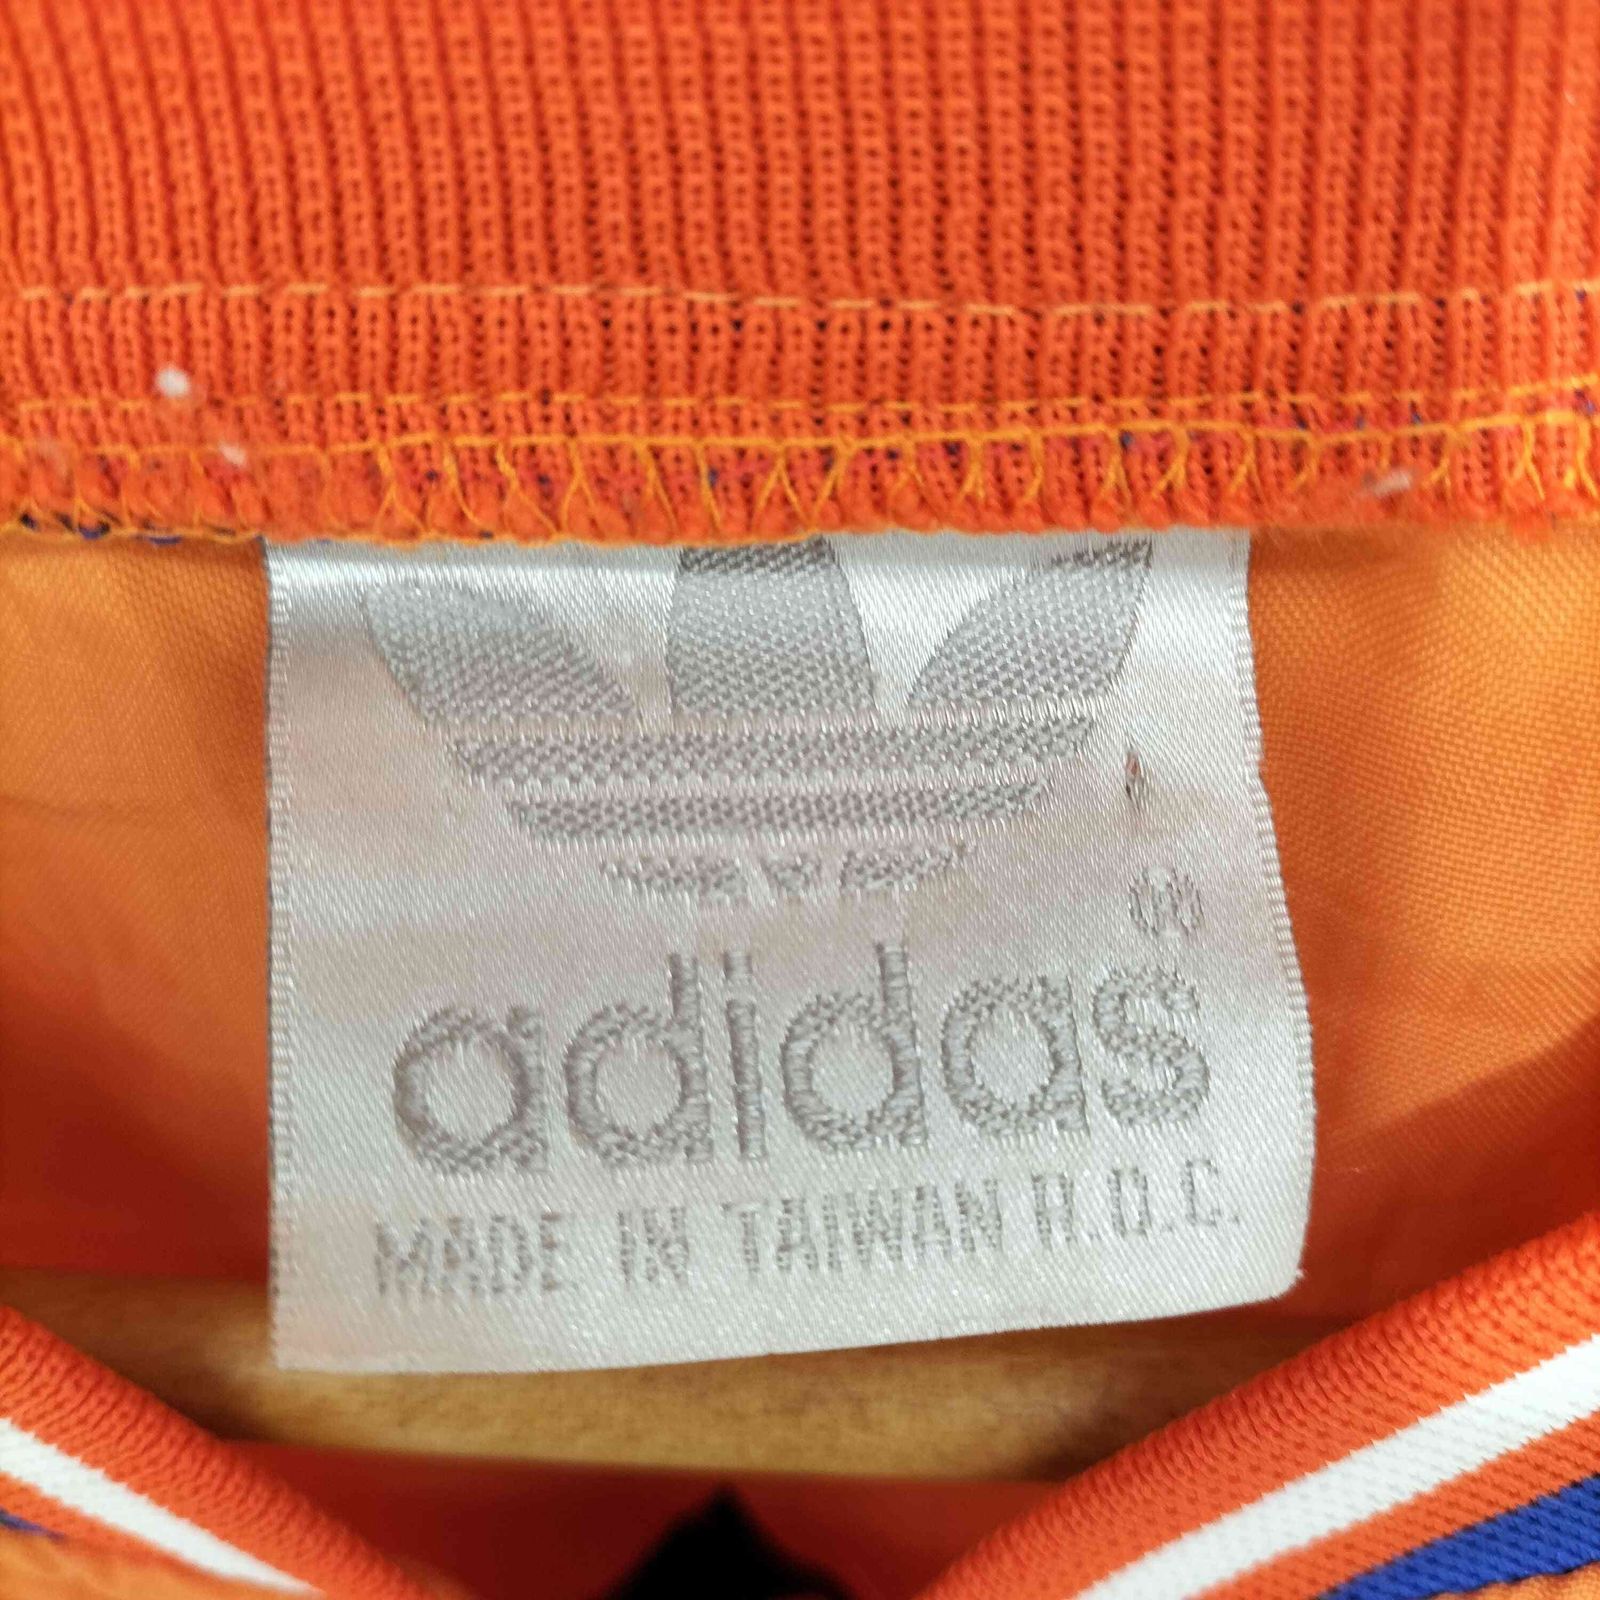 ®
adidas
MADE IN TAIWAN R.O.C.